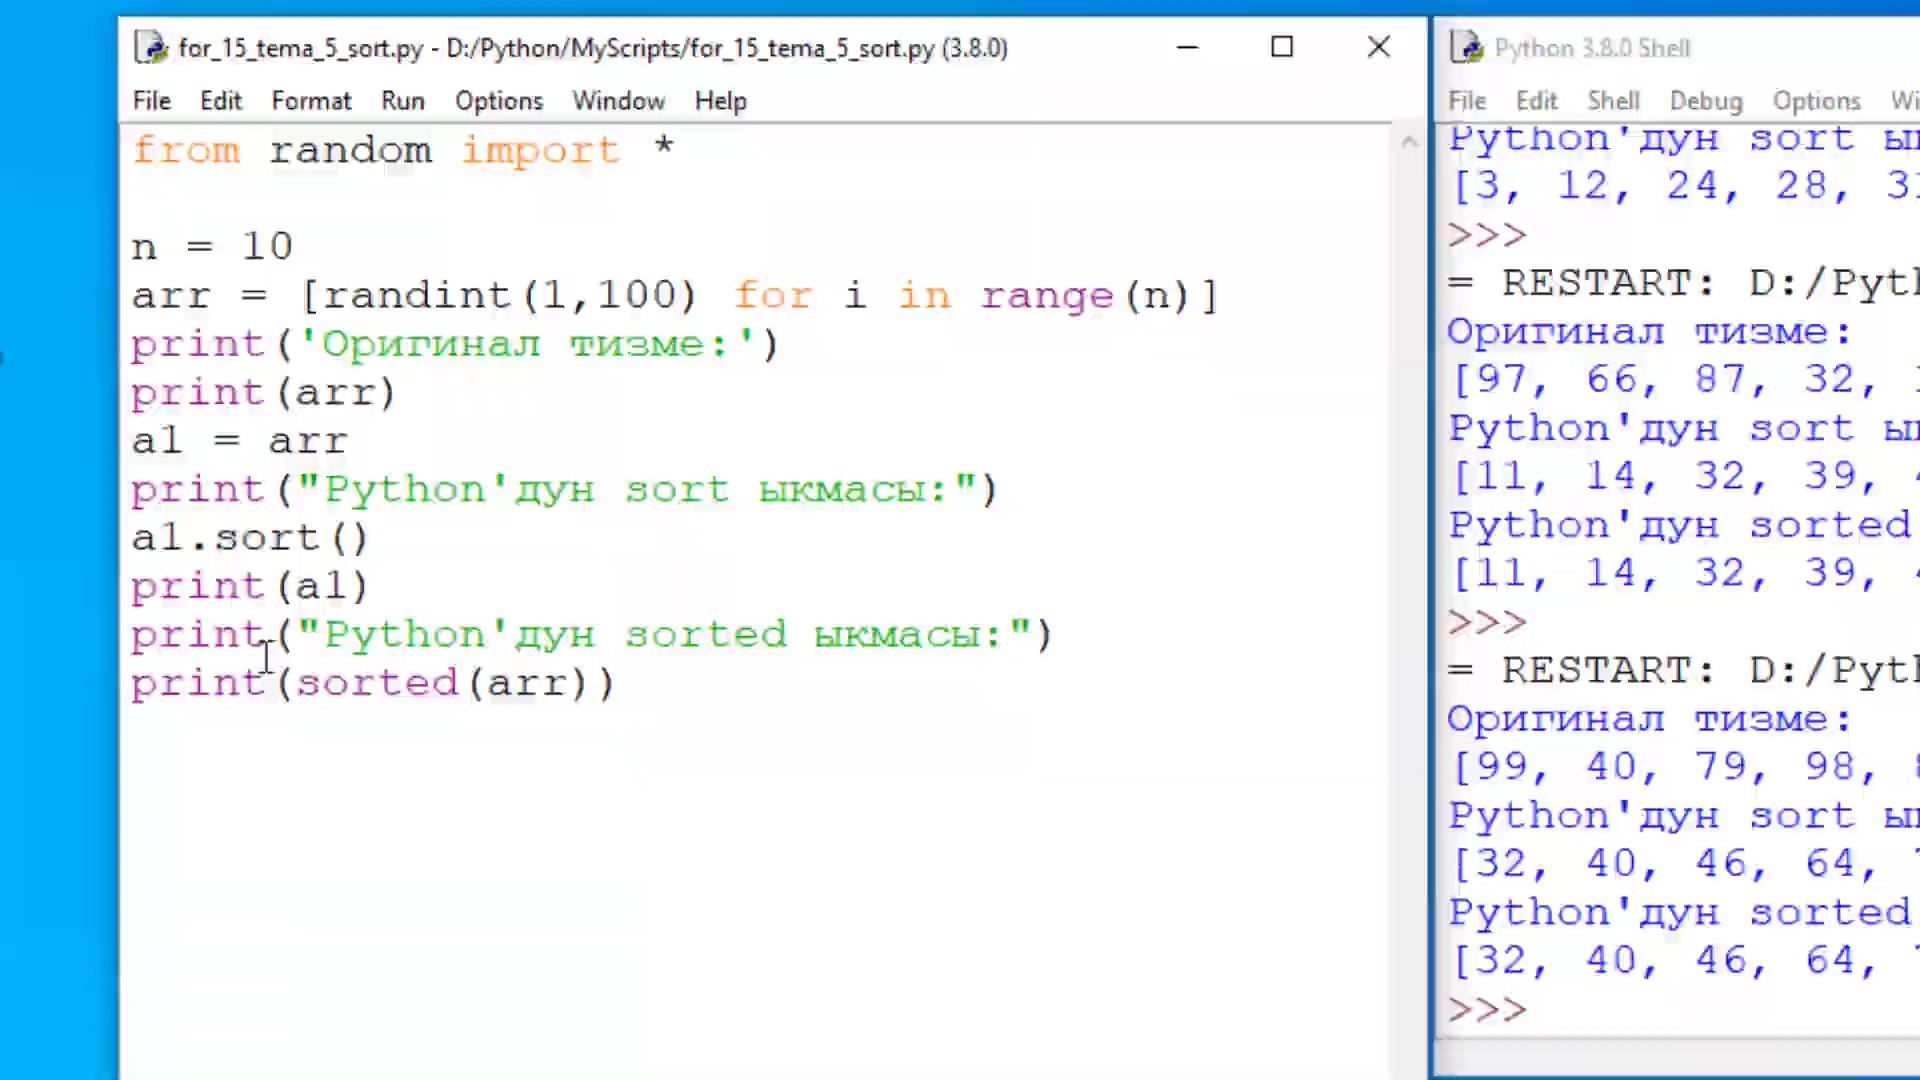 for_15_tema_5_sort.py - D:/Python/MyScripts/for_15_tema_5_sort.py (3.8.0)
File Edit Format Run Options Window Help
from random import *
n = 10
arr = [randint(1,100) for i in range(n)]
print('Оригинал тизме:')
print(arr)
a1 = arr
print("Python'дун sort ыкмасы:")
a1.sort()
print(a1)
print("Python'дун sorted ыкмасы:")
print(sorted(arr))
Python 3.8.0 Shell
File Edit Shell Debug Options
Python'дун sort
[3, 12, 24, 28,
>>>
= RESTART: D:/Pyth
Оригинал тизме:
[97, 66, 87, 32,
Python'дун sort
[11, 14, 32, 39,
Python'дун sorted
[11, 14, 32, 39,
>>>
= RESTART: D:/Pyth
Оригинал тизме:
[99, 40, 79, 98,
Python'дун sort
[32, 40, 46, 64,
Python'дун sorted
[32, 40, 46, 64,
>>>